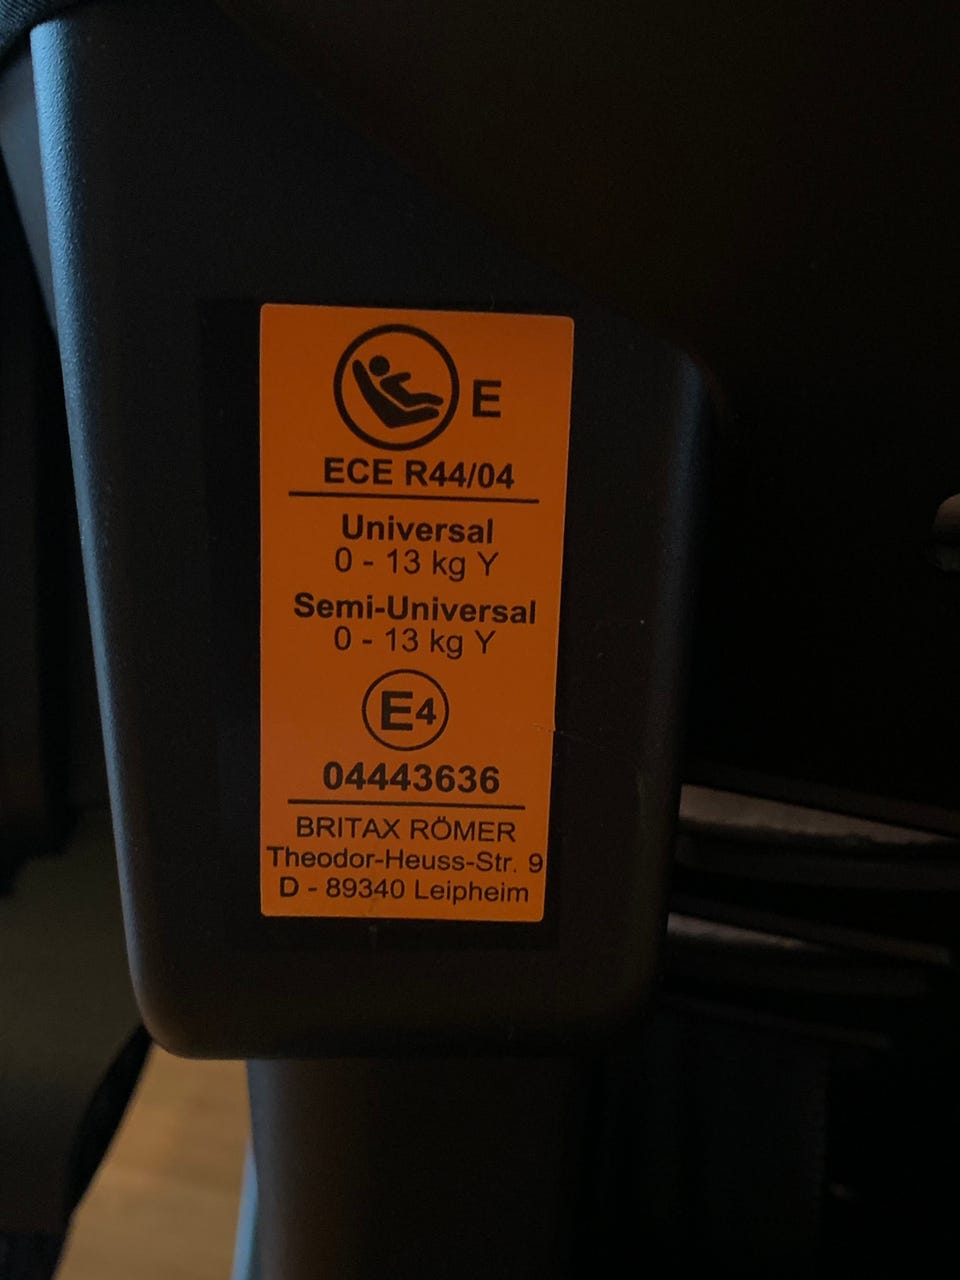 E
ECE R44/04
Universal
0 - 13 kg Y
Semi-Universal
0 - 13 kg Y
E4
04443636
BRITAX RÖMER
Theodor-Heuss-Str. 9
D - 89340 Leipheim